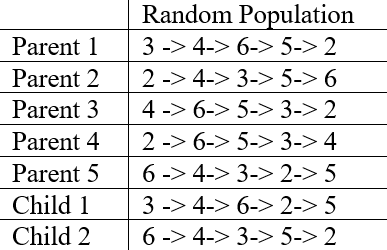 Random Population
Parent 1 3 -> 4-> 6-> 5-> 2
Parent 2 2 -> 4-> 3-> 5-> 6
Parent 3 4 -> 6-> 5-> 3-> 2
Parent 4 2 -> 6-> 5-> 3-> 4
Parent 5 6 -> 4-> 3-> 2-> 5
Child 1 3 -> 4-> 6-> 2-> 5
Child 2 6 -> 4-> 3-> 5-> 2